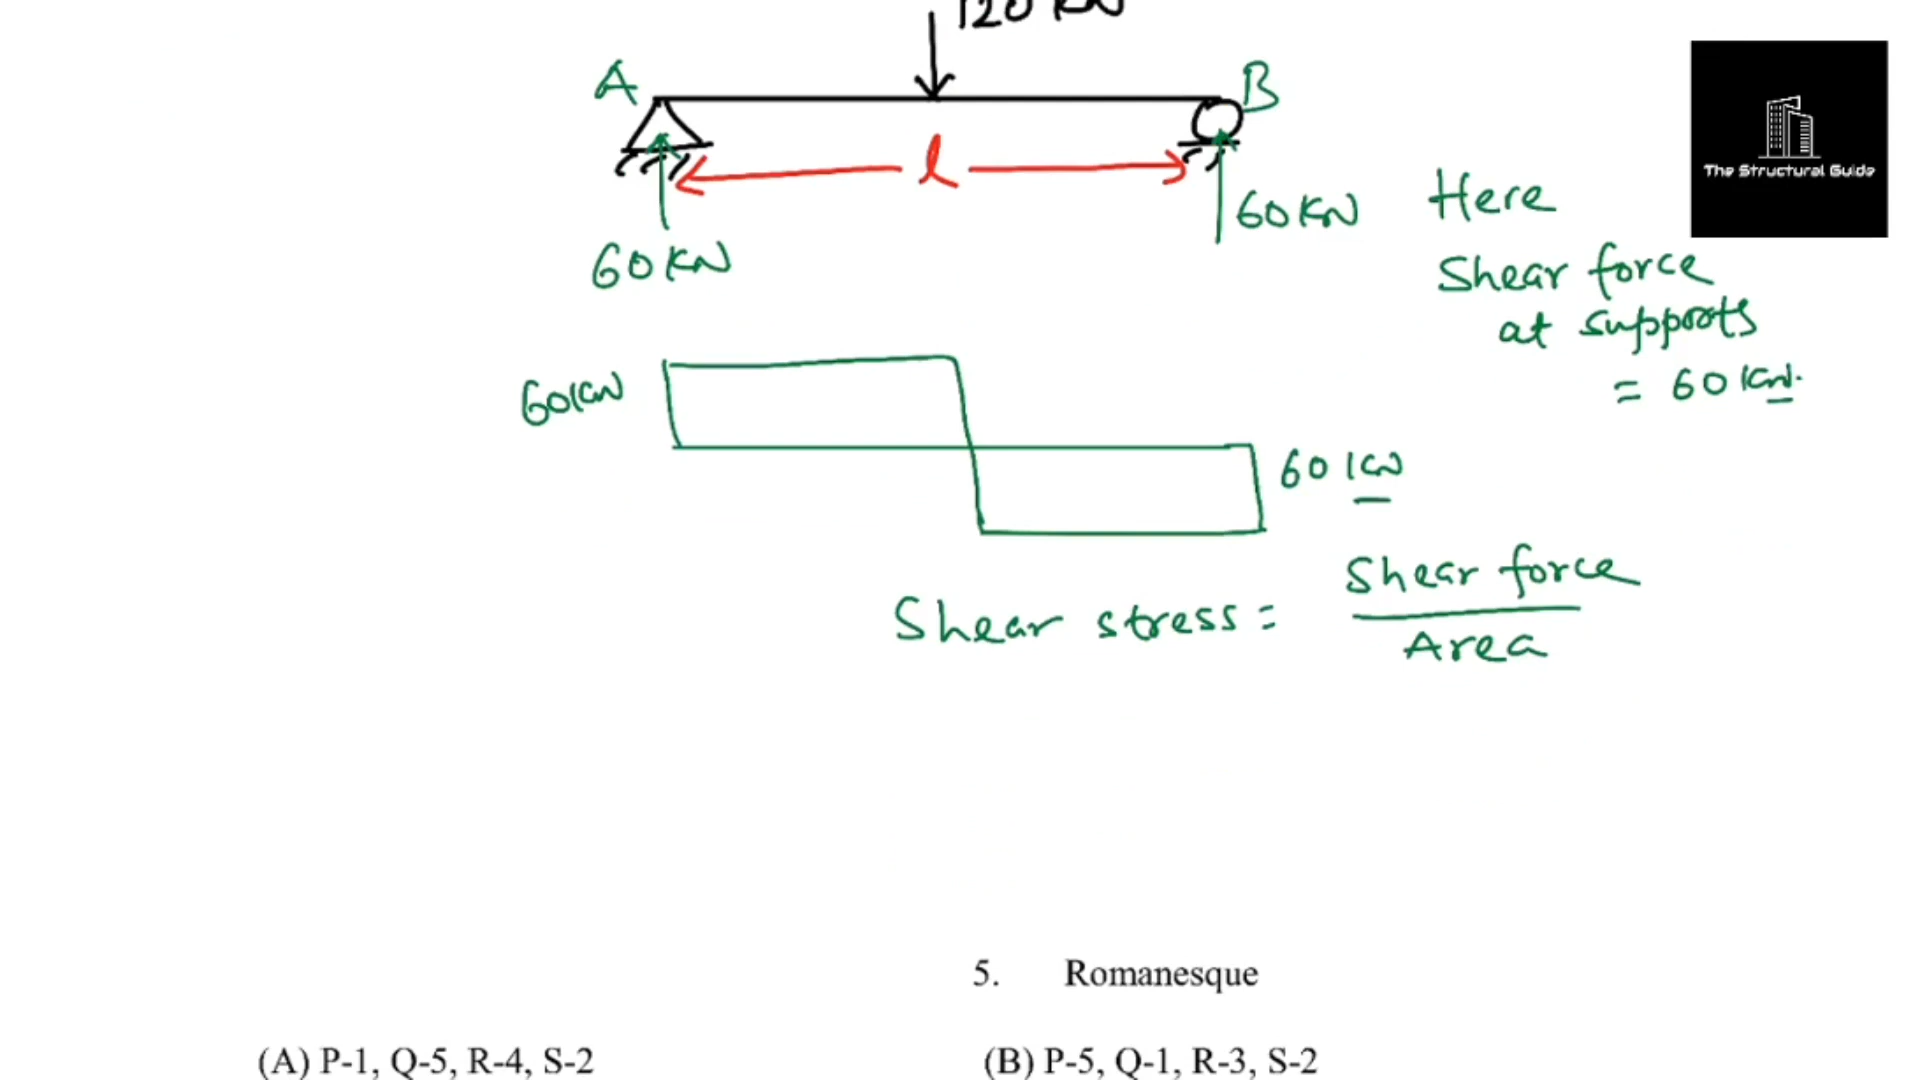 120 KN
A
B
l
60 KN
60 KN
Here
Shear force
at supports
= 60 KN.
The Structural Guide
60 KN
60 KN
Shear stress = Shear force
Area
5. Romanesque
(A) P-1, Q-5, R-4, S-2
(B) P-5, Q-1, R-3, S-2